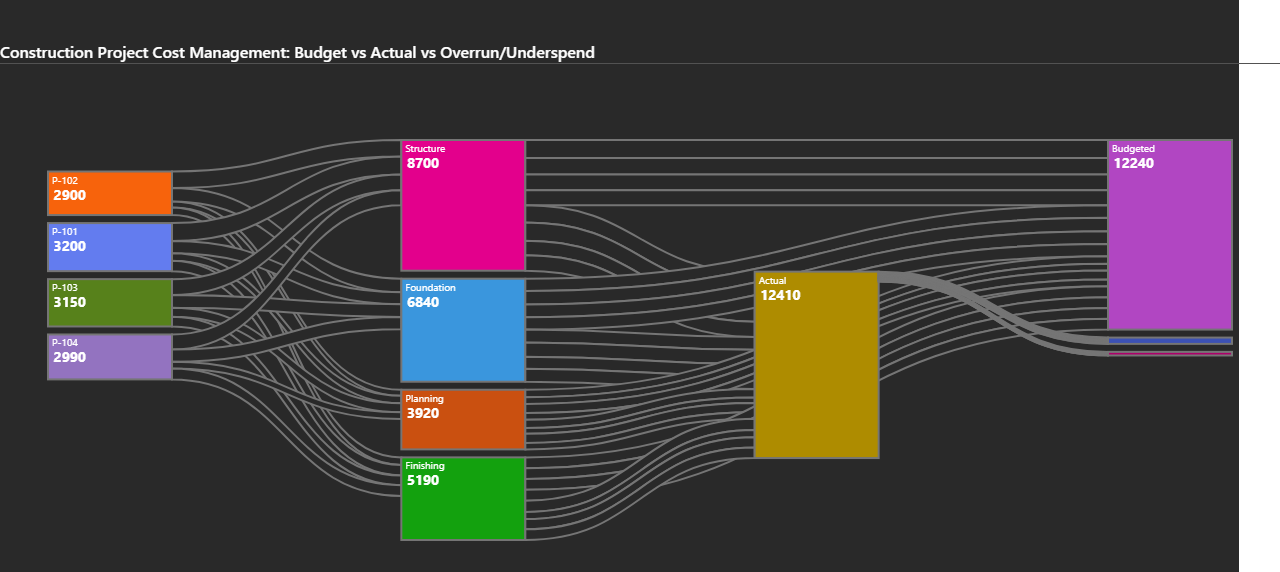 Construction Project Cost Management: Budget vs Actual vs Overrun/Underspend
P-102
2900
P-101
3200
P-103
3150
P-104
2990
Structure
8700
Foundation
6840
Planning
3920
Finishing
5190
Actual
12410
Budgeted
12240